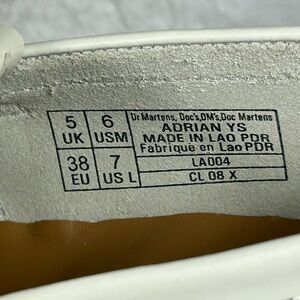 5 UK
6 USM
38 EU
7 US L
Dr.Martens, Doc's,DM's,Doc Martens
ADRIAN YS
MADE IN LAO PDR
Fabrique en Lao PDR
LA004
CL 08 X